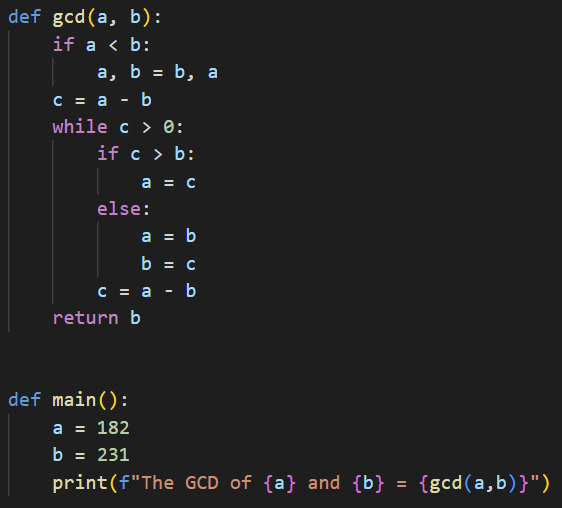 def gcd(a, b):
    if a < b:
        a, b = b, a
    c = a - b
    while c > 0:
        if c > b:
            a = c
        else:
            a = b
            b = c
        c = a - b
    return b
def main():
    a = 182
    b = 231
    print(f"The GCD of {a} and {b} = {gcd(a,b)}")